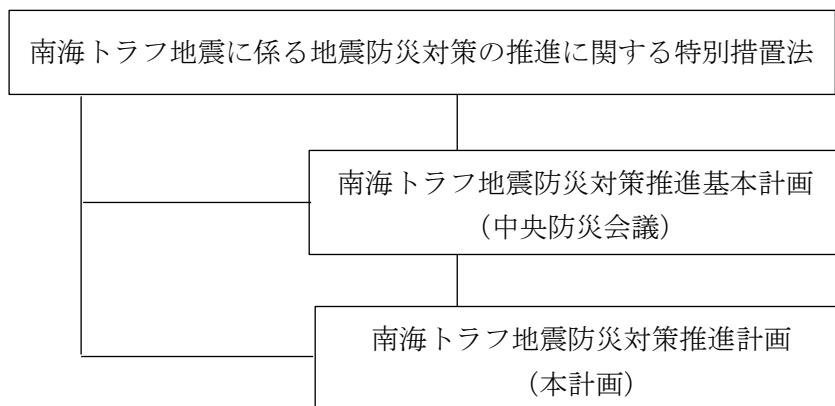 南海トラフ地震に係る地震防災対策の推進に関する特別措置法
南海トラフ地震防災対策推進基本計画
（中央防災会議）
南海トラフ地震防災対策推進計画
（本計画）